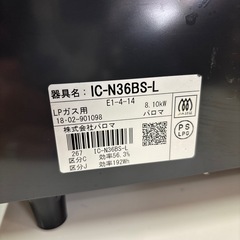 器具名: IC-N36BS-L
E1-4-14
LPガス用 8.10kW
18-02-901098 パロマ
株式会社パロマ
PS
LPG
267 IC-N36BS-L
区分C 効率56.3%
区分J 効率192Wh